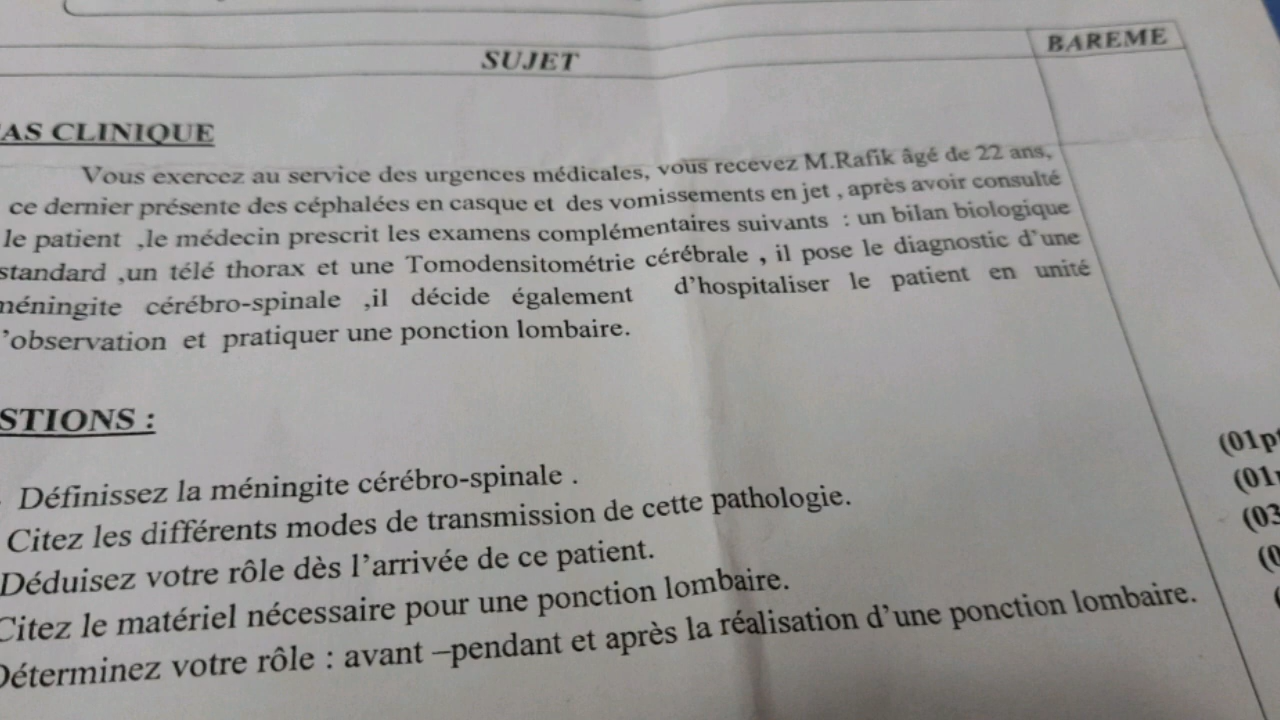 SUJET
BAREME
AS CLINIQUE
Vous exercez au service des urgences médicales, vous recevez M.Rafik âgé de 22 ans,
ce dernier présente des céphalées en casque et des vomissements en jet , après avoir consulté
le patient ,le médecin prescrit les examens complémentaires suivants : un bilan biologique
standard ,un télé thorax et une Tomodensitométrie cérébrale , il pose le diagnostic d'une
méningite cérébro-spinale ,il décide également d'hospitaliser le patient en unité
'observation et pratiquer une ponction lombaire.
STIONS :
Définissez la méningite cérébro-spinale .
(01pt
Citez les différents modes de transmission de cette pathologie.
(01
Déduisez votre rôle dès l'arrivée de ce patient.
(03
Citez le matériel nécessaire pour une ponction lombaire.
(0
Déterminez votre rôle : avant –pendant et après la réalisation d'une ponction lombaire.
(